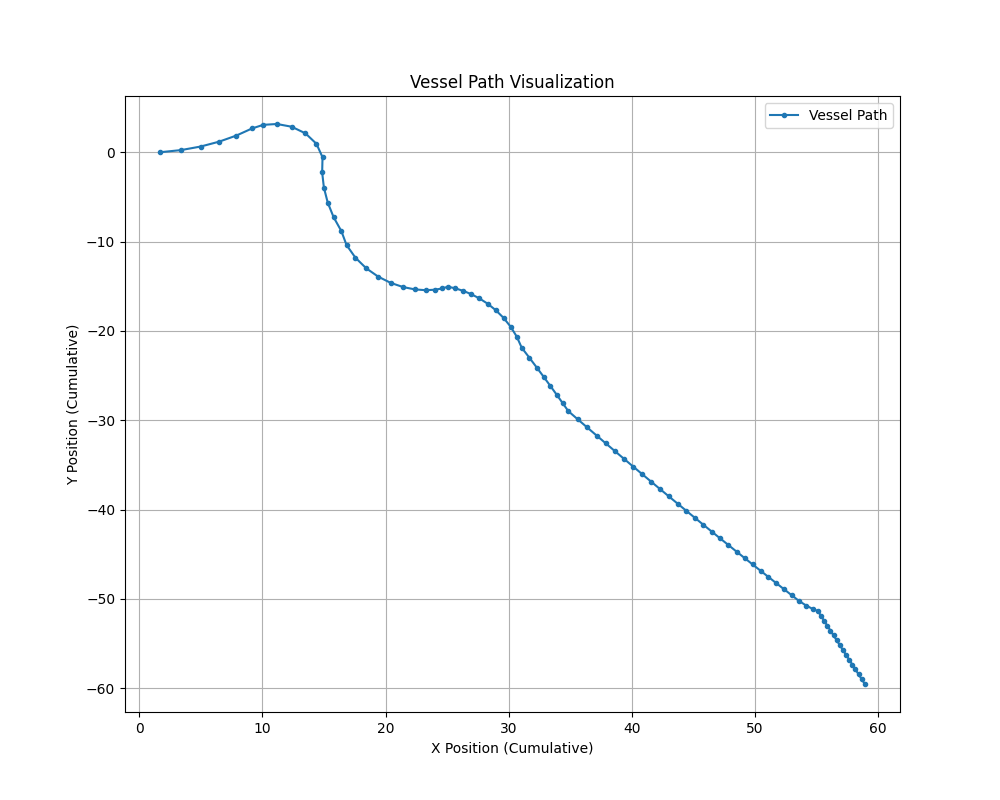 Vessel Path Visualization
Vessel Path
0
−10
−20
−30
−40
−50
−60
Y Position (Cumulative)
0 10 20 30 40 50 60
X Position (Cumulative)